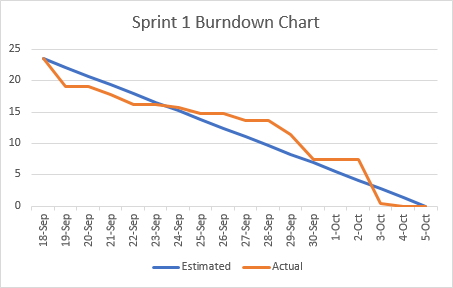 Sprint 1 Burndown Chart
25
20
15
10
5
0
18-Sep
19-Sep
20-Sep
21-Sep
22-Sep
23-Sep
24-Sep
25-Sep
26-Sep
27-Sep
28-Sep
29-Sep
30-Sep
1-Oct
2-Oct
3-Oct
4-Oct
5-Oct
Estimated Actual